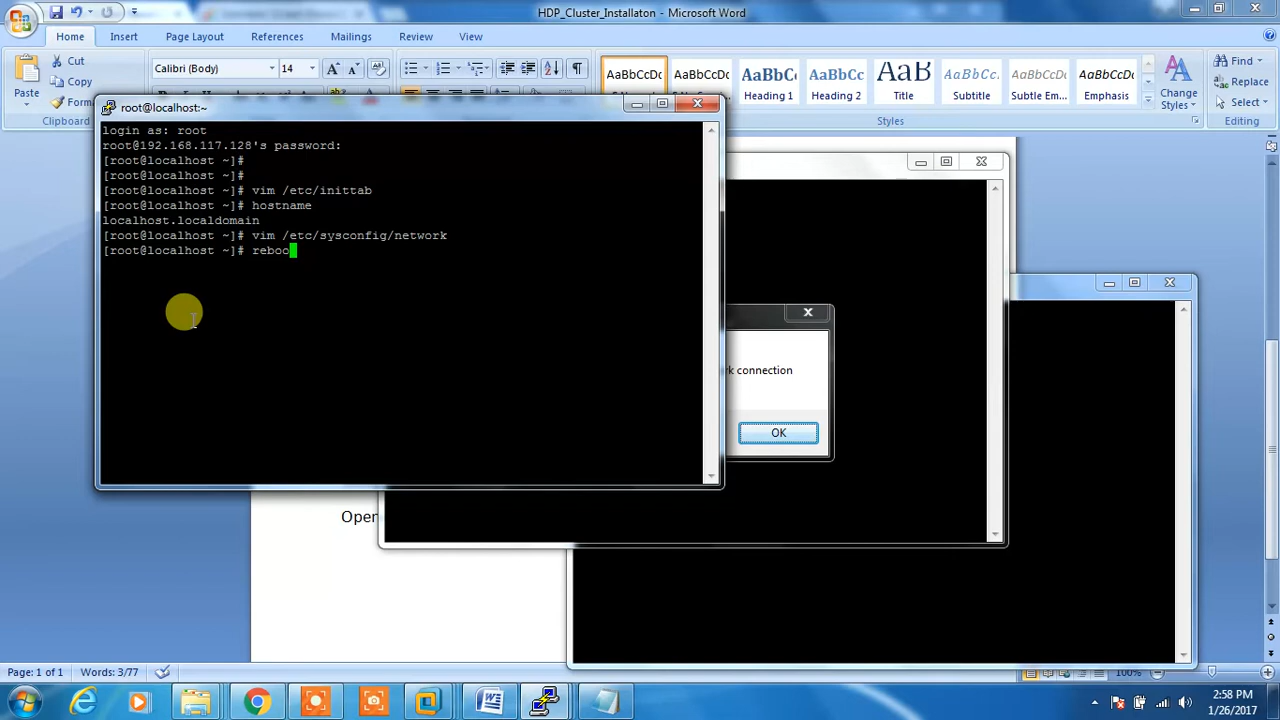 HDP_Cluster_Installaton - Microsoft Word
Home Insert Page Layout References Mailings Review View
Cut
Copy
Paste
Clipboard
Calibri (Body) 14
AaBbCcDc AaBbCcDc AaBbC AaBbCc AaB AaBbCc. AaBbCcDc AaBbCcDc
Heading 1 Heading 2 Title Subtitle Subtle Em... Emphasis
Change Styles
Styles
Find
Replace
Select
Editing
root@localhost:~
login as: root
root@192.168.117.128's password:
[root@localhost ~]#
[root@localhost ~]#
[root@localhost ~]# vim /etc/inittab
[root@localhost ~]# hostname
localhost.localdomain
[root@localhost ~]# vim /etc/sysconfig/network
[root@localhost ~]# reboo
k connection
OK
Open
Page: 1 of 1 Words: 3/77
100%
2:58 PM
1/26/2017